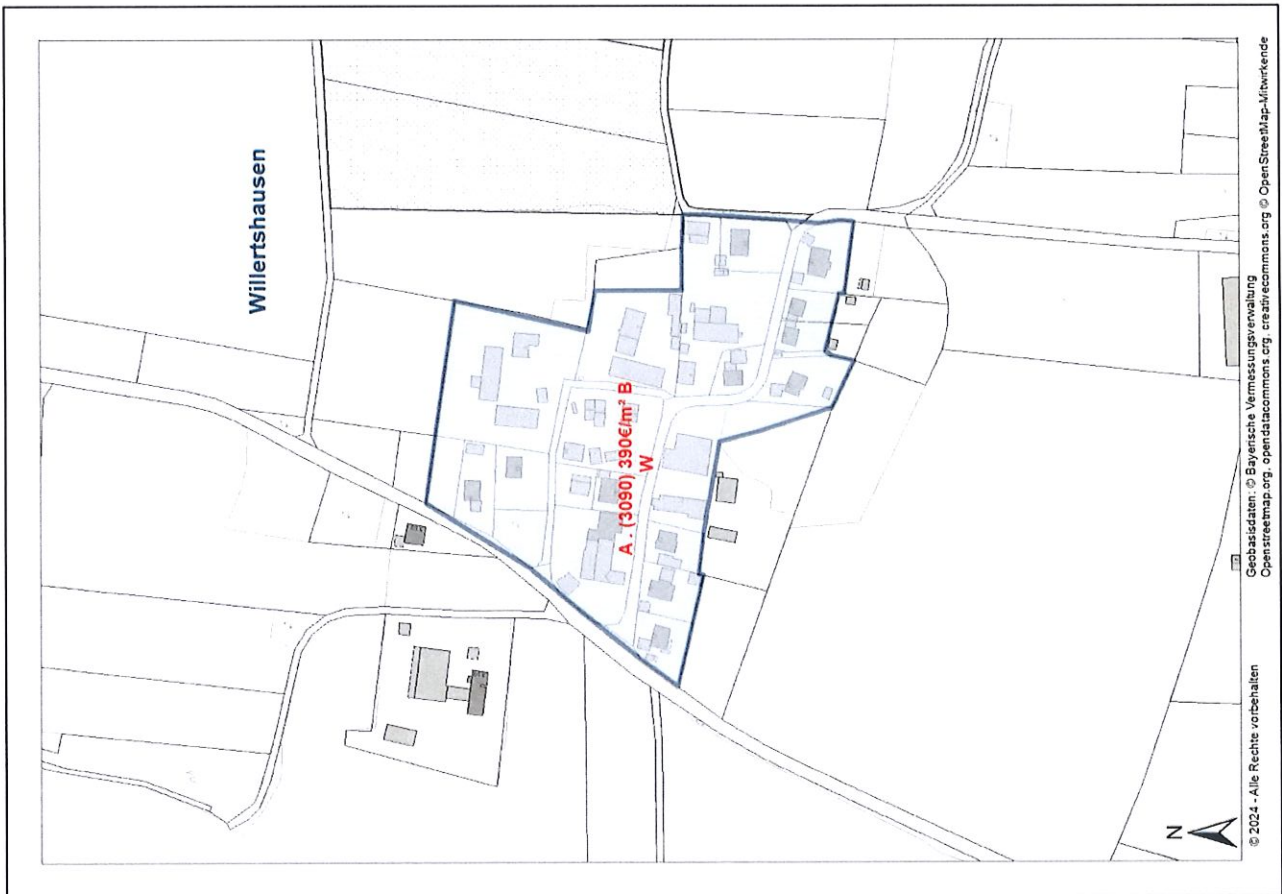 Willertshausen
A . (3090) 390€/m² B
W
N
© 2024 - Alle Rechte vorbehalten
Geobasisdaten: © Bayerische Vermessungsverwaltung
Openstreetmap.org, opendatacommons.org, creativecommons.org © OpenStreetMap-Mitwirkende